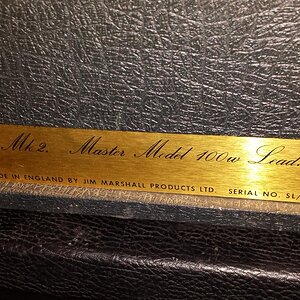 Mk2. Master Model 100w Lead.
DE IN ENGLAND BY JIM MARSHALL PRODUCTS LTD. SERIAL NO. SL/